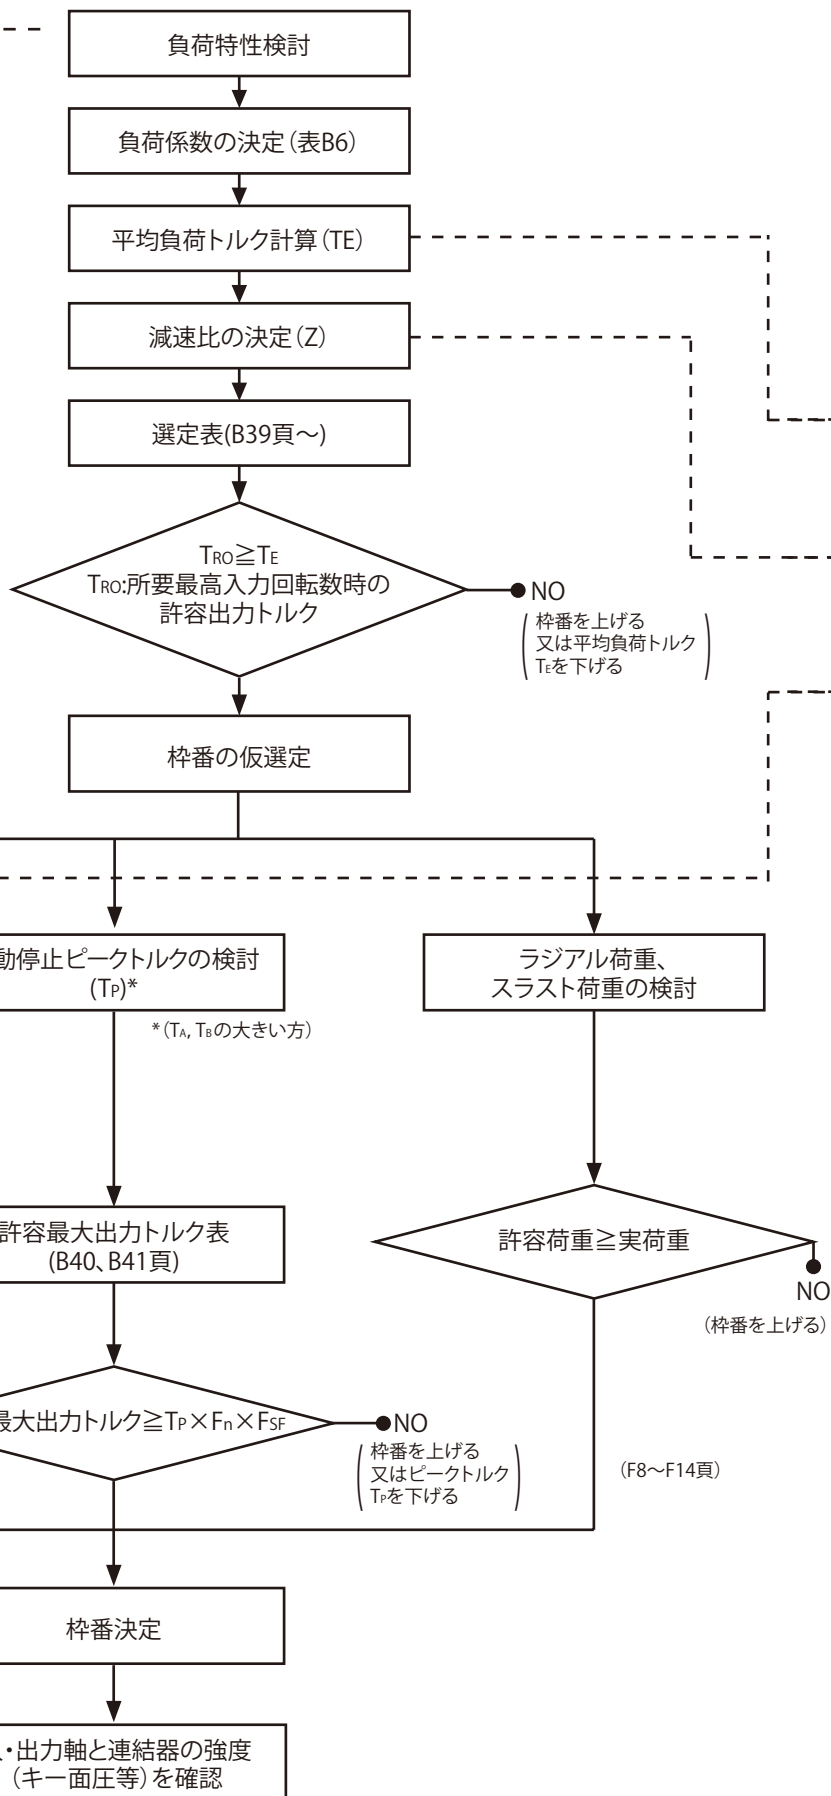 負荷特性検討
負荷係数の決定（表B6）
平均負荷トルク計算（TE）
減速比の決定（Z）
選定表(B39頁～)
TRO≧TE
TRO:所要最高入力回転数時の
許容出力トルク
NO
枠番を上げる
又は平均負荷トルク
TEを下げる
枠番の仮選定
動停止ピークトルクの検討
(TP)*
*（TA, TBの大きい方）
ラジアル荷重、
スラスト荷重の検討
許容最大出力トルク表
(B40、B41頁)
許容荷重≧実荷重
NO
（枠番を上げる）
最大出力トルク≧TP×Fn×FSF
NO
枠番を上げる
又はピークトルク
TPを下げる
（F8～F14頁）
枠番決定
・出力軸と連結器の強度
（キー面圧等）を確認